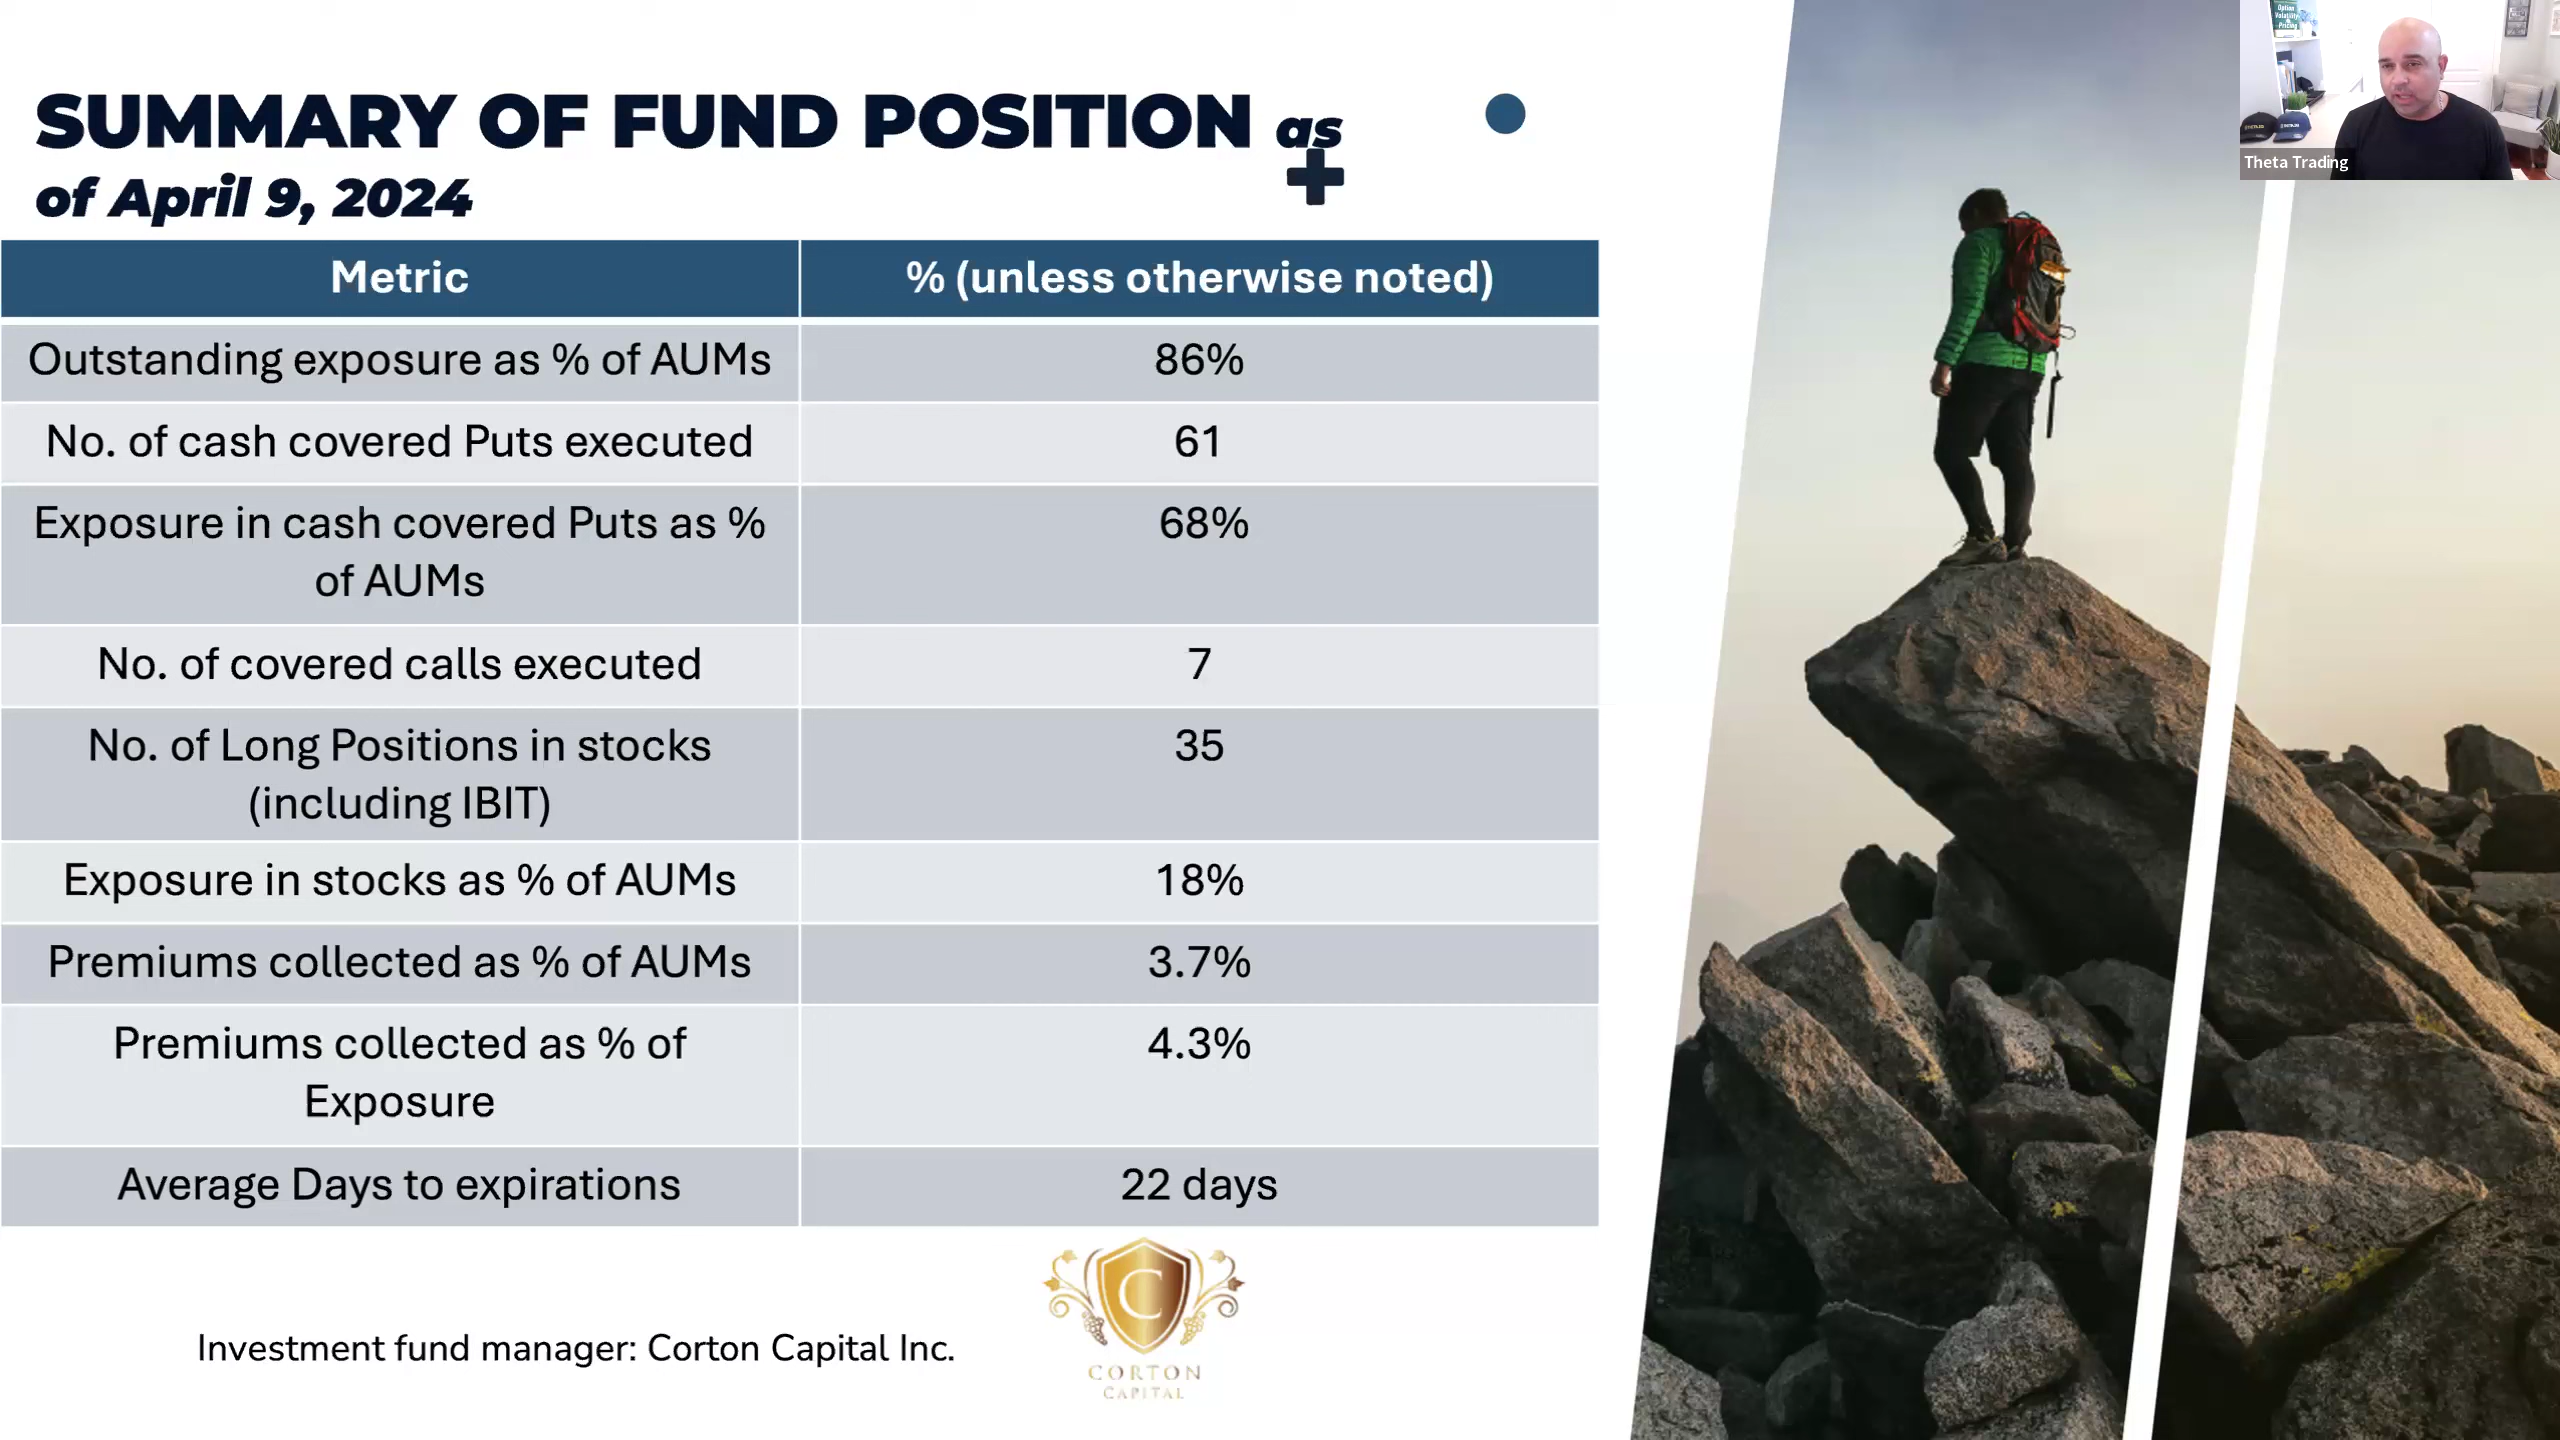 SUMMARY OF FUND POSITION as
of April 9, 2024
Metric
% (unless otherwise noted)
Outstanding exposure as % of AUMs
86%
No. of cash covered Puts executed
61
Exposure in cash covered Puts as %
of AUMs
68%
No. of covered calls executed
7
No. of Long Positions in stocks
(including IBIT)
35
Exposure in stocks as % of AUMs
18%
Premiums collected as % of AUMs
3.7%
Premiums collected as % of
Exposure
4.3%
Average Days to expirations
22 days
Investment fund manager: Corton Capital Inc.
C
CORTON
CAPITAL
Option
Volatility
Pricing
Theta Trading